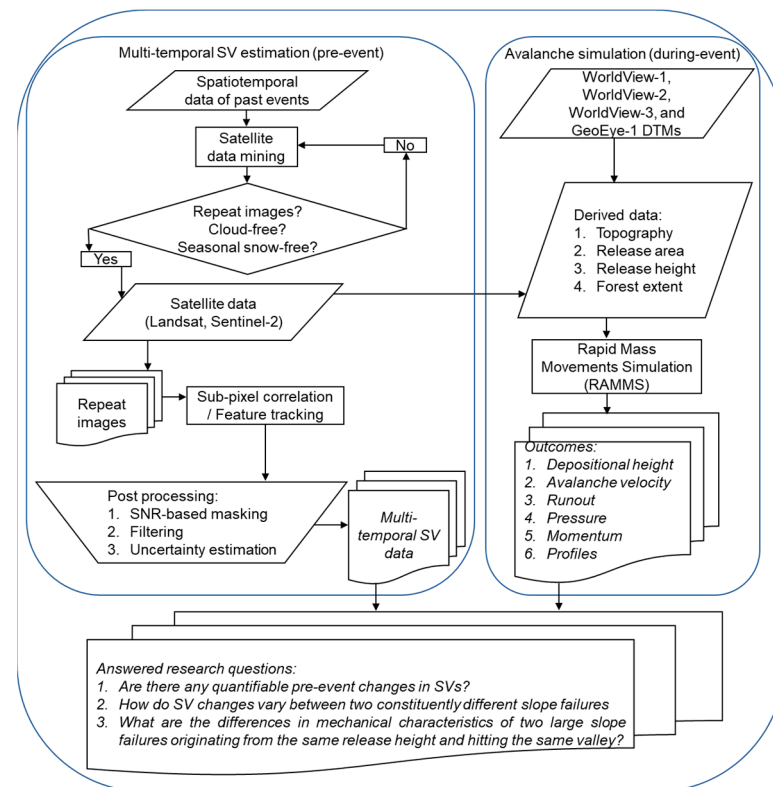 Multi-temporal SV estimation (pre-event)
Spatiotemporal
data of past events
Satellite
data mining
No
Repeat images?
Cloud-free?
Seasonal snow-free?
Yes
Satellite data
(Landsat, Sentinel-2)
Repeat
images
Sub-pixel correlation
/ Feature tracking
Post processing:
1. SNR-based masking
2. Filtering
3. Uncertainty estimation
Multi-
temporal SV
data
Avalanche simulation (during-event)
WorldView-1,
WorldView-2,
WorldView-3, and
GeoEye-1 DTMs
Derived data:
1. Topography
2. Release area
3. Release height
4. Forest extent
Rapid Mass
Movements Simulation
(RAMMS)
Outcomes:
1. Depositional height
2. Avalanche velocity
3. Runout
4. Pressure
5. Momentum
6. Profiles
Answered research questions:
1. Are there any quantifiable pre-event changes in SVs?
2. How do SV changes vary between two constituently different slope failures
3. What are the differences in mechanical characteristics of two large slope
failures originating from the same release height and hitting the same valley?